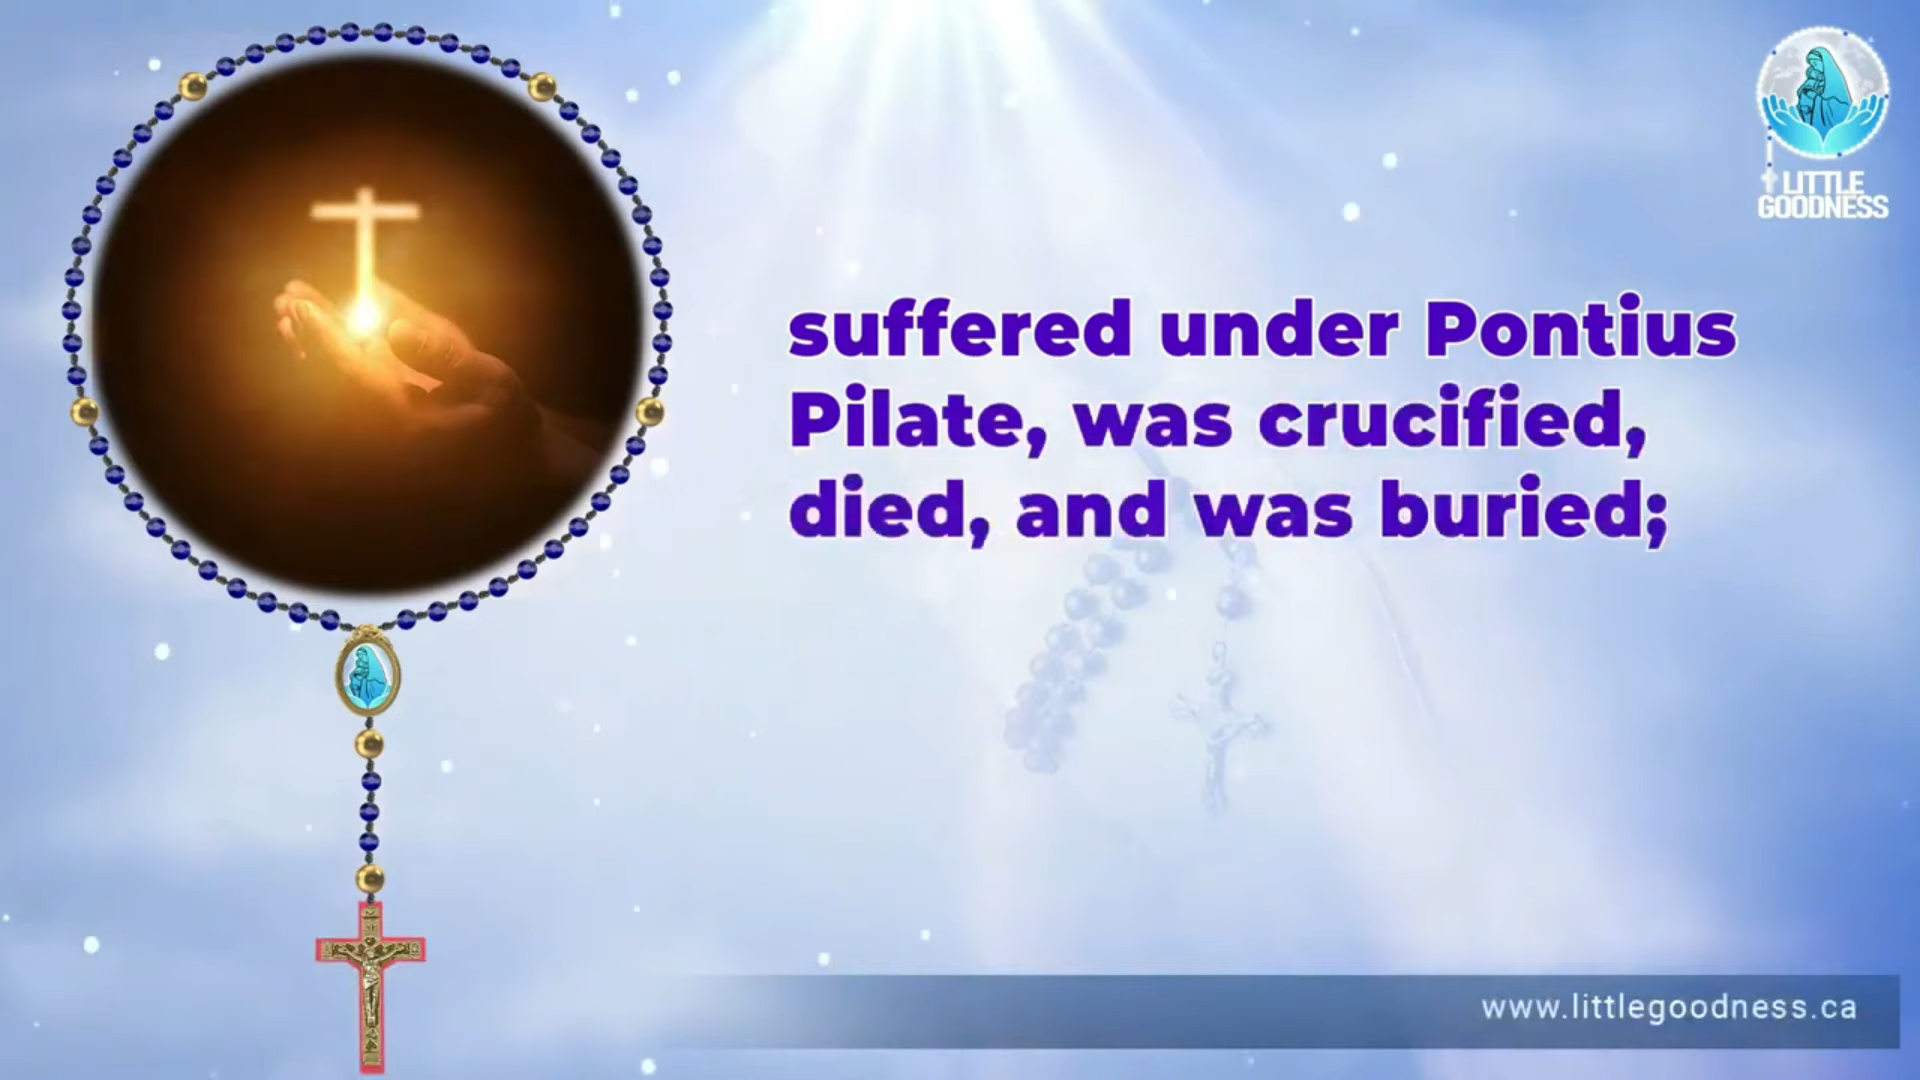 LITTLE
GOODNESS
suffered under Pontius
Pilate, was crucified,
died, and was buried;
www.littlegoodness.ca